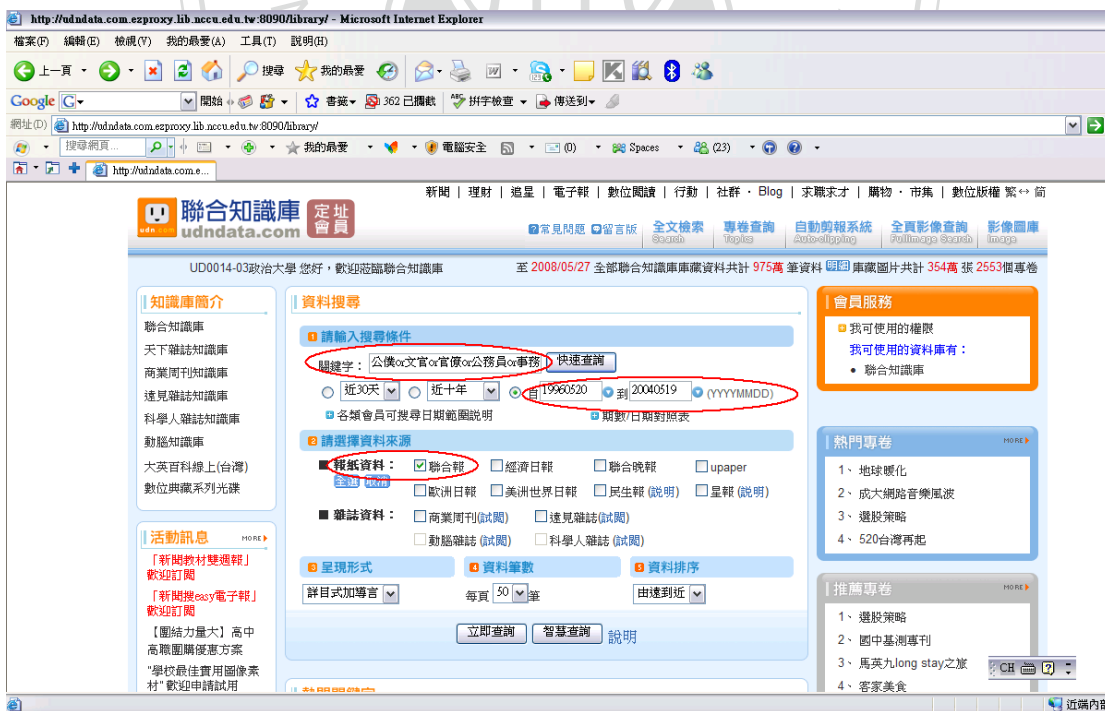 http://udndata.com.ezproxy.lib.nccu.edu.tw:8090/library/ - Microsoft Internet Explorer
檔案(F) 編輯(E) 檢視(V) 我的最愛(A) 工具(T) 說明(H)
上一頁 搜尋 我的最愛
Google 開始 書籤 362 已攔截 拼字檢查 傳送到
網址(D) http://udndata.com.ezproxy.lib.nccu.edu.tw:8090/library/
搜尋網頁... 我的最愛 電腦安全 (0) Spaces (23)
http://udndata.com.e...
新聞 | 理財 | 追星 | 電子報 | 數位閱讀 | 行動 | 社群 · Blog | 求職求才 | 購物 · 市集 | 數位版權 繁⇔简
udn.com 聯合知識庫 udndata.com 定址會員
常見問題 留言版 全文檢索 Search 專卷查詢 Topics 自動剪報系統 Auto-clipping 全頁影像查詢 Fullimage Search 影像圖庫 Image
UD0014-03政治大學 您好，歡迎蒞臨聯合知識庫 至 2008/05/27 全部聯合知識庫庫藏資料共計 975萬 筆資料 庫藏圖片共計 354萬 張 2553個專卷
知識庫簡介
聯合知識庫
天下雜誌知識庫
商業周刊知識庫
遠見雜誌知識庫
科學人雜誌知識庫
動腦知識庫
大英百科線上(台灣)
數位典藏系列光碟
活動訊息 MORE
「新聞教材雙週報」
歡迎訂閱
「新聞搜easy電子報」
歡迎訂閱
【團結力量大】高中
高職團購優惠方案
"學校最佳實用圖像素
材"歡迎申請試用
資料搜尋
1 請輸入搜尋條件
關鍵字： 公僕or文官or官僚or公務員or事務 快速查詢
近30天 近十年 自 19960520 到 20040519 (YYYYMMDD)
各類會員可搜尋日期範圍說明 期數/日期對照表
2 請選擇資料來源
■ 報紙資料： 聯合報 經濟日報 聯合晚報 upaper
全選 取消
歐洲日報 美洲世界日報 民生報 (說明) 星報 (說明)
■ 雜誌資料： 商業周刊(試閱) 遠見雜誌(試閱)
動腦雜誌 (試閱) 科學人雜誌 (試閱)
3 呈現形式 4 資料筆數 5 資料排序
詳目式加導言 每頁 50 筆 由遠到近
立即查詢 智慧查詢 說明
會員服務
我可使用的權限
我可使用的資料庫有：
• 聯合知識庫
熱門專卷 MORE
1、 地球暖化
2、 成大網路音樂風波
3、 選股策略
4、 520台灣再起
推薦專卷 MORE
1、 選股策略
2、 國中基測專刊
3、 馬英九long stay之旅
4、 客家美食
CH